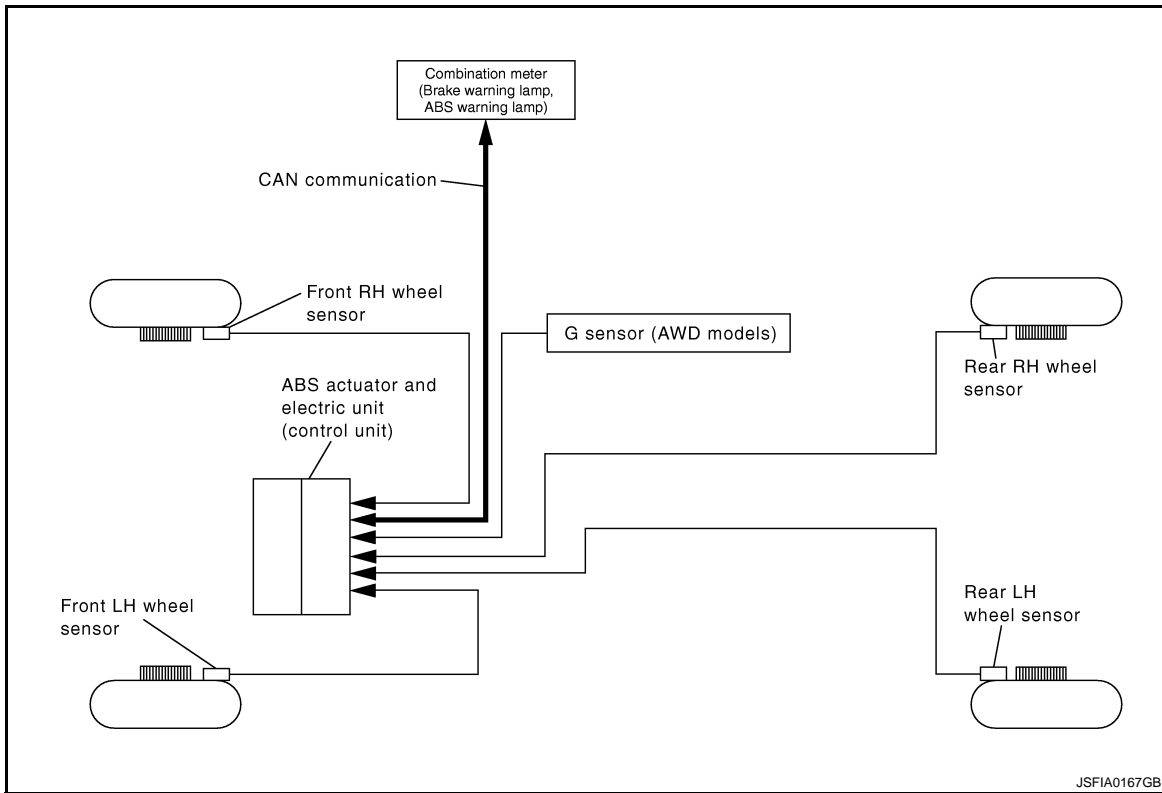 Combination meter
(Brake warning lamp,
ABS warning lamp)
CAN communication
Front RH wheel
sensor
G sensor (AWD models)
Rear RH wheel
sensor
ABS actuator and
electric unit
(control unit)
Front LH wheel
sensor
Rear LH
wheel sensor
JSFIA0167GB